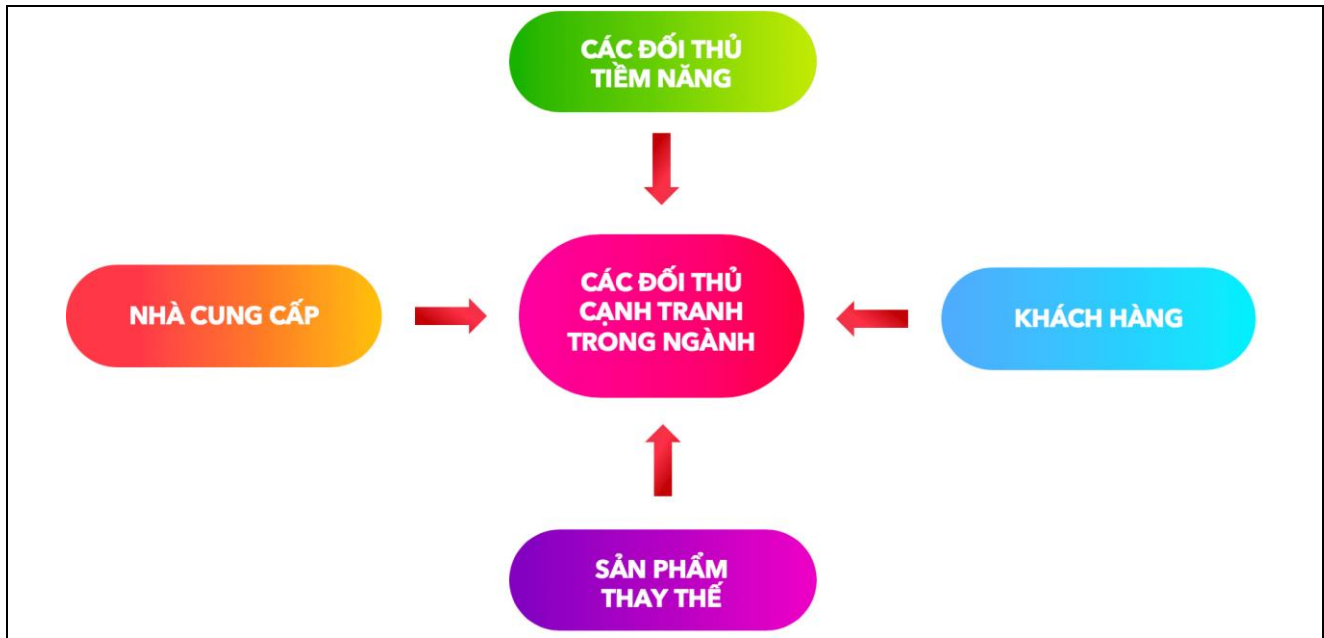 CÁC ĐỐI THỦ
TIỀM NĂNG
NHÀ CUNG CẤP
CÁC ĐỐI THỦ
CẠNH TRANH
TRONG NGÀNH
KHÁCH HÀNG
SẢN PHẨM
THAY THẾ